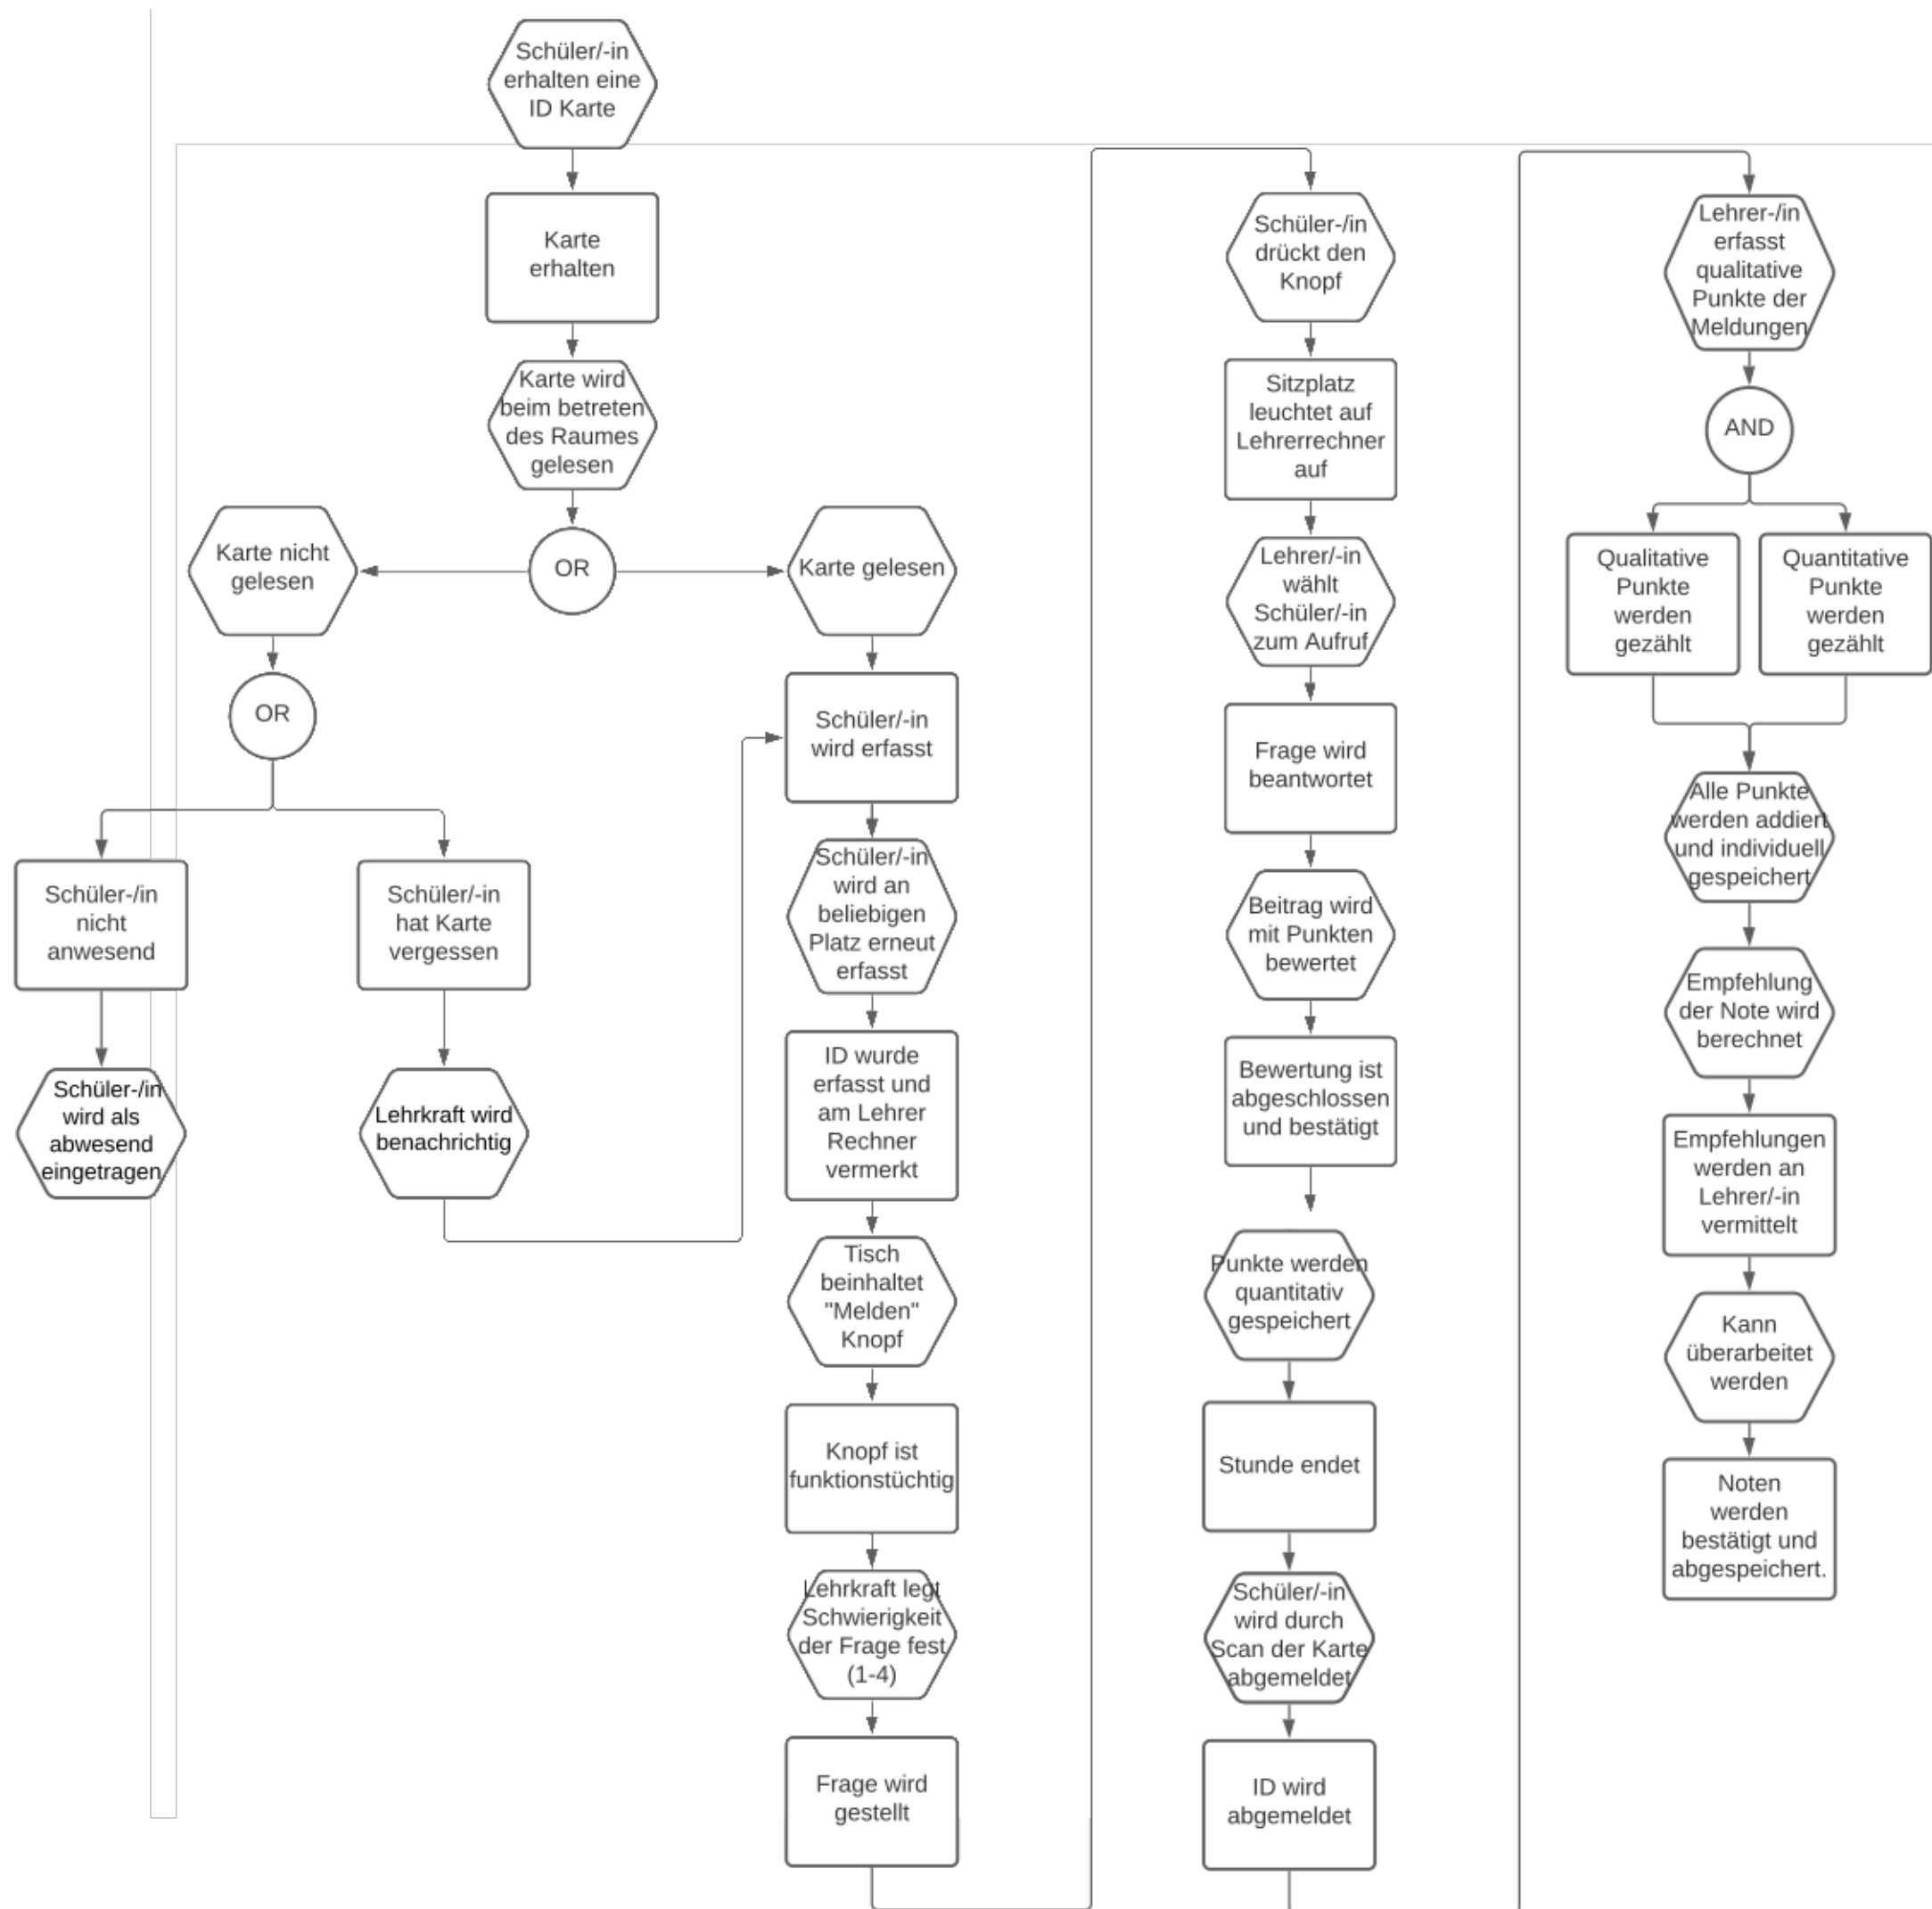 Schüler/-in
erhalten eine
ID Karte
Karte
erhalten
Karte wird
beim betreten
des Raumes
gelesen
OR
Karte nicht
gelesen
Karte gelesen
OR
Schüler-/in
nicht
anwesend
Schüler/-in
hat Karte
vergessen
Schüler-/in
wird als
abwesend
eingetragen
Lehrkraft wird
benachrichtig
Schüler/-in
wird erfasst
Schüler/-in
wird an
beliebigen
Platz erneut
erfasst
ID wurde
erfasst und
am Lehrer
Rechner
vermerkt
Tisch
beinhaltet
"Melden"
Knopf
Knopf ist
funktionstüchtig
Lehrkraft legt
Schwierigkeit
der Frage fest
(1-4)
Frage wird
gestellt
Schüler-/in
drückt den
Knopf
Sitzplatz
leuchtet auf
Lehrerrechner
auf
Lehrer/-in
wählt
Schüler/-in
zum Aufruf
Frage wird
beantwortet
Beitrag wird
mit Punkten
bewertet
Bewertung ist
abgeschlossen
und bestätigt
Punkte werden
quantitativ
gespeichert
Stunde endet
Schüler/-in
wird durch
Scan der Karte
abgemeldet
ID wird
abgemeldet
Lehrer-/in
erfasst
qualitative
Punkte der
Meldungen
AND
Qualitative
Punkte
werden
gezählt
Quantitative
Punkte
werden
gezählt
Alle Punkte
werden addiert
und individuell
gespeichert
Empfehlung
der Note wird
berechnet
Empfehlungen
werden an
Lehrer/-in
vermittelt
Kann
überarbeitet
werden
Noten
werden
bestätigt und
abgespeichert.